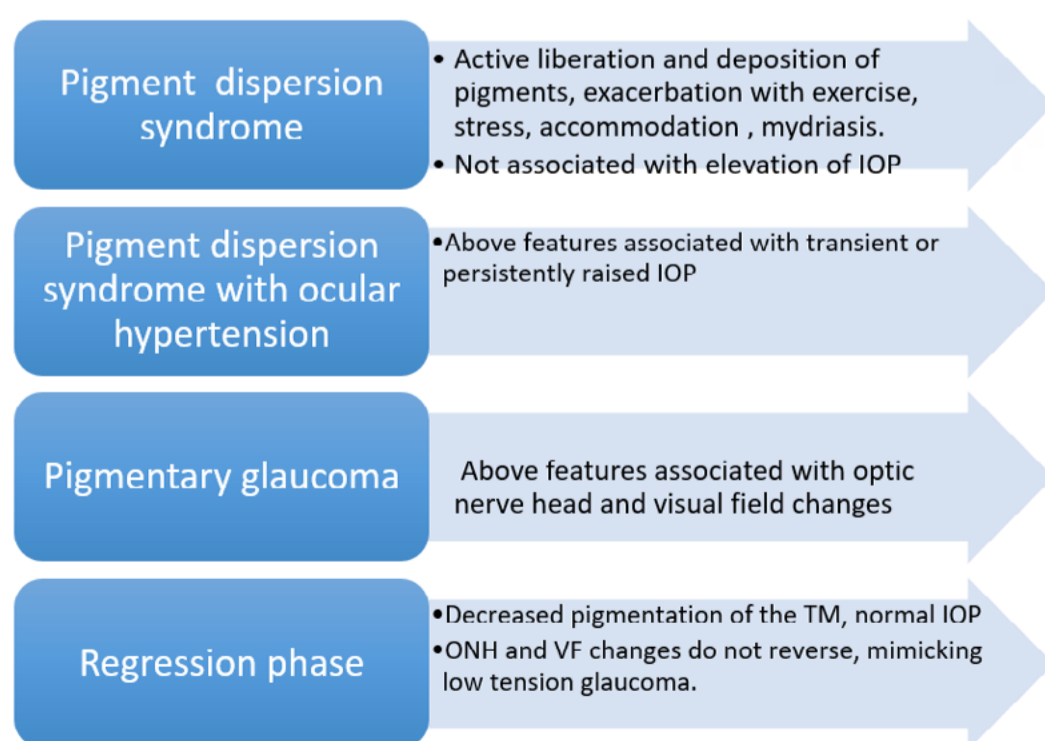 Pigment dispersion
syndrome
• Active liberation and deposition of
pigments, exacerbation with exercise,
stress, accommodation , mydriasis.
• Not associated with elevation of IOP
Pigment dispersion
syndrome with ocular
hypertension
•Above features associated with transient or
persistently raised IOP
Pigmentary glaucoma
Above features associated with optic
nerve head and visual field changes
Regression phase
•Decreased pigmentation of the TM, normal IOP
•ONH and VF changes do not reverse, mimicking
low tension glaucoma.